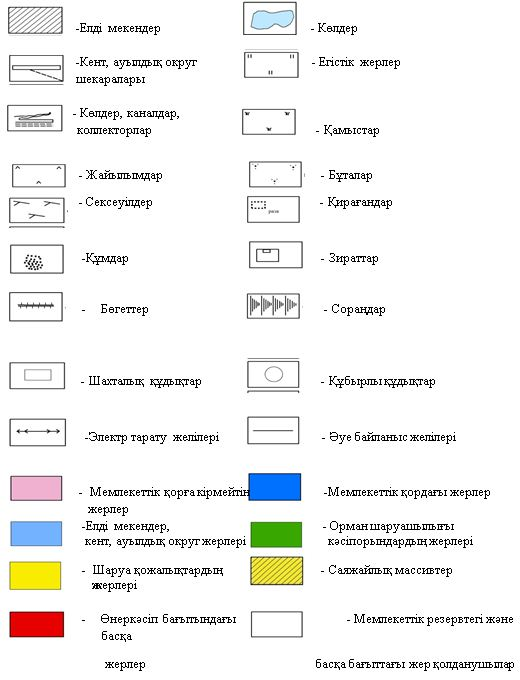 -Елді мекендер
- Көлдер
-Кент, ауылдық округ
шекаралары
- Егістік жерлер
- Көлдер, каналдар,
коллекторлар
- Қамыстар
- Жайылымдар
- Бұталар
- Сексеуілдер
- Қирағандар
-Құмдар
- Зираттар
- Бөгеттер
- Сораңдар
- Шахталық құдықтар
- Құбырлы құдықтар
-Электр тарату желілері
- Әуе байланыс желілері
- Мемлекеттік қорға кірмейтін
жерлер
-Мемлекеттік қордағы жерлер
-Елді мекендер,
кент, ауылдық округ жерлері
- Орман шаруашылығы
кәсіпорындардың жерлері
- Шаруа қожалықтардың
жерлері
- Саяжайлық массивтер
- Өнеркәсіп бағытындағы
басқа
- Мемлекеттік резервтегі және
жерлер
басқа бағыттағы жер қолданушылар